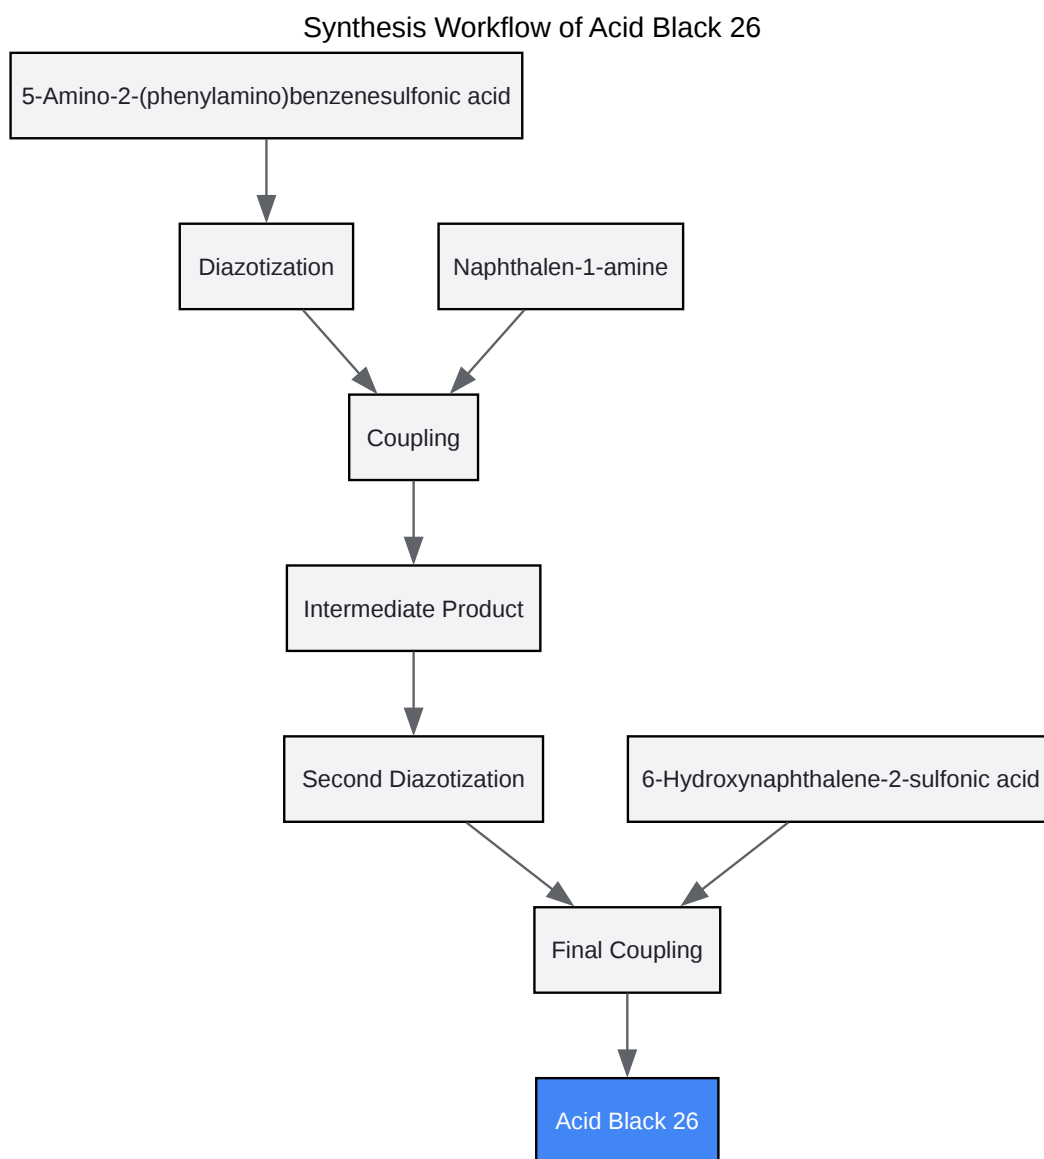 Synthesis Workflow of Acid Black 26
5-Amino-2-(phenylamino)benzenesulfonic acid
Diazotization
Naphthalen-1-amine
Coupling
Intermediate Product
Second Diazotization
6-Hydroxynaphthalene-2-sulfonic acid
Final Coupling
Acid Black 26